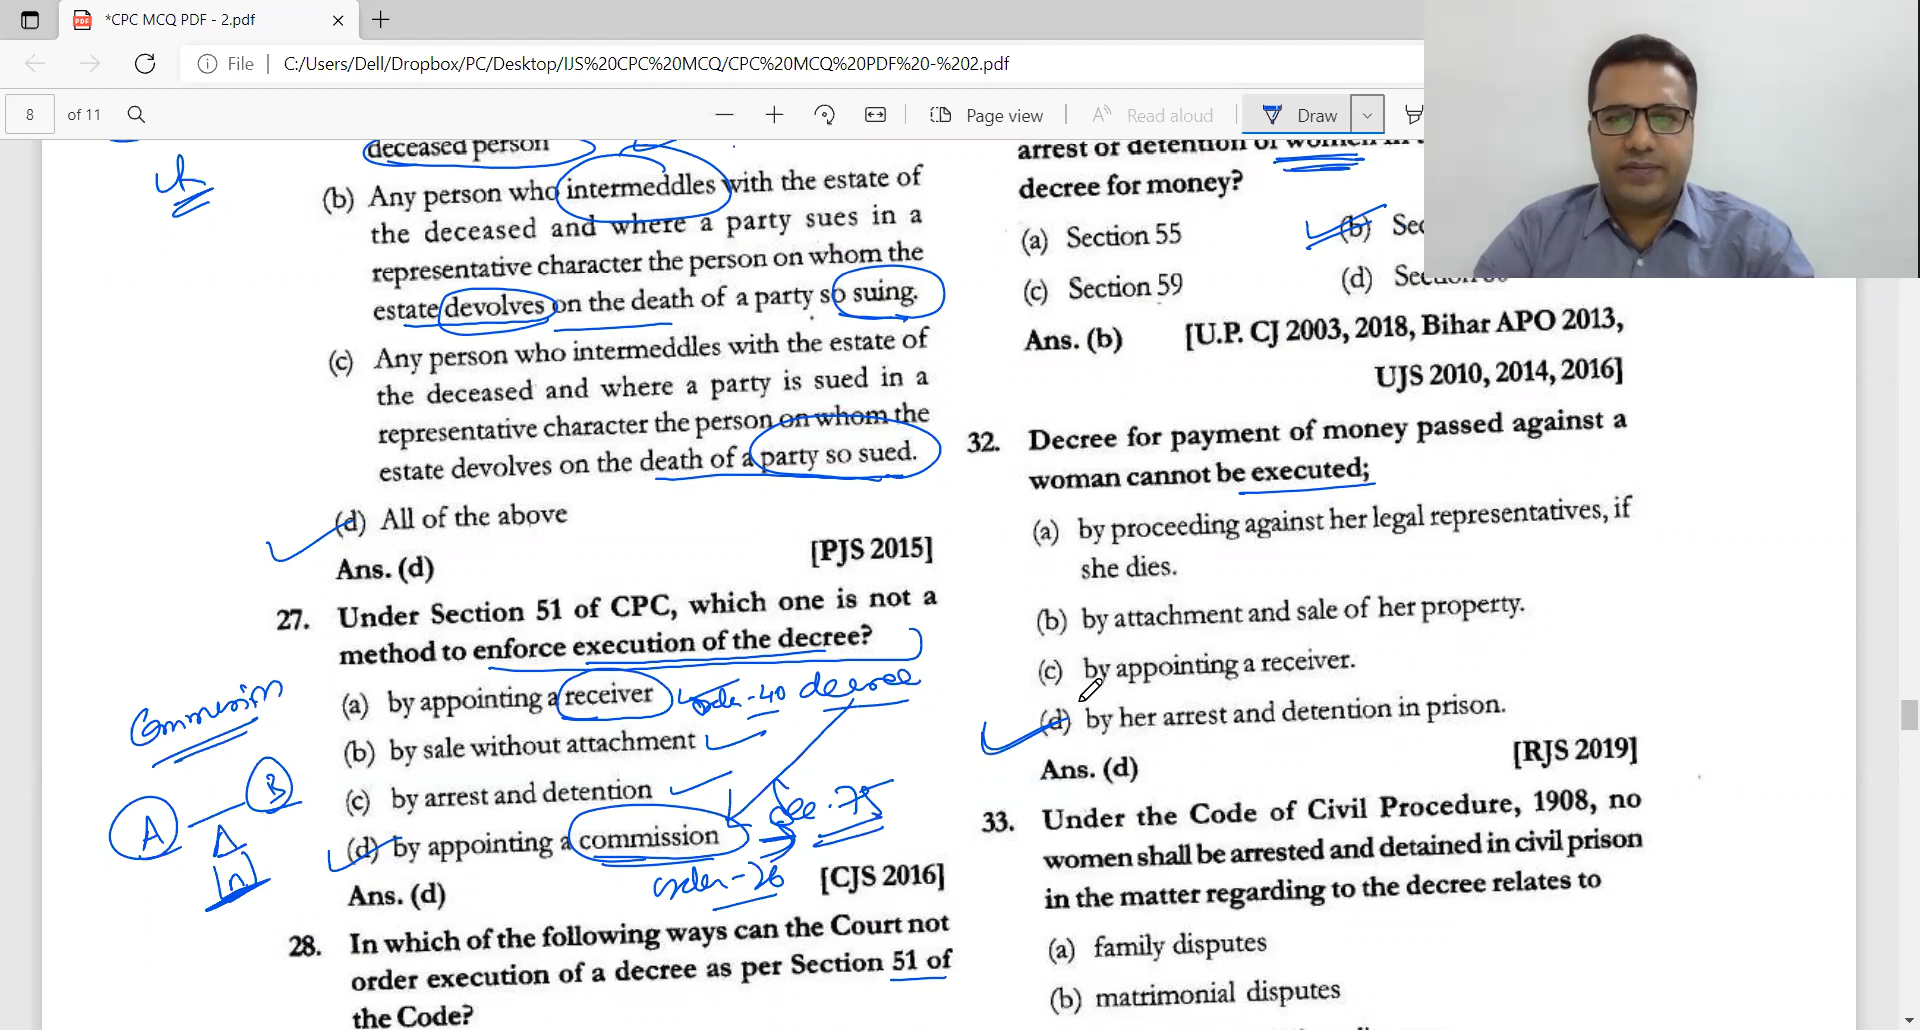 *CPC MCQ PDF - 2.pdf
File
C:/Users/Dell/Dropbox/PC/Desktop/IJS%20CPC%20MCQ/CPC%20MCQ%20PDF%20-%202.pdf
8 of 11
Page view
Read aloud
Draw
deceased person
(b) Any person who intermeddles with the estate of
the deceased and where a party sues in a
representative character the person on whom the
estate devolves on the death of a party so suing.
(c) Any person who intermeddles with the estate of
the deceased and where a party is sued in a
representative character the person on whom the
estate devolves on the death of a party so sued.
(d) All of the above
Ans. (d) [PJS 2015]
27. Under Section 51 of CPC, which one is not a
method to enforce execution of the decree?
(a) by appointing a receiver order-40 decree
(b) by sale without attachment
Commission
(c) by arrest and detention
A B
Sec. 75
(d) by appointing a commission
order-26
Ans. (d) [CJS 2016]
28. In which of the following ways can the Court not
order execution of a decree as per Section 51 of
the Code?
arrest or detention of women in
decree for money?
(a) Section 55 (b) Sec
(c) Section 59 (d) Section
Ans. (b) [U.P. CJ 2003, 2018, Bihar APO 2013,
UJS 2010, 2014, 2016]
32. Decree for payment of money passed against a
woman cannot be executed;
(a) by proceeding against her legal representatives, if
she dies.
(b) by attachment and sale of her property.
(c) by appointing a receiver.
(d) by her arrest and detention in prison.
Ans. (d) [RJS 2019]
33. Under the Code of Civil Procedure, 1908, no
women shall be arrested and detained in civil prison
in the matter regarding to the decree relates to
(a) family disputes
(b) matrimonial disputes